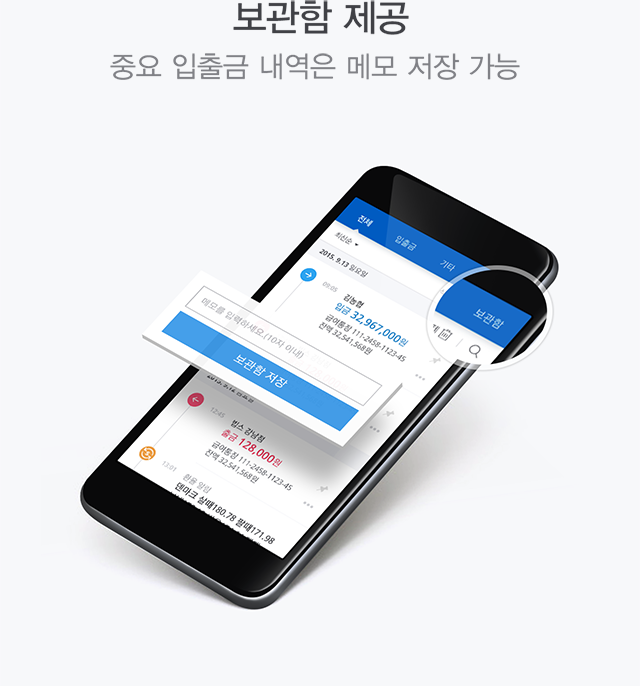 보관함 제공
중요 입출금 내역은 메모 저장 가능
전체
입출금
기타
보관함
최신순
2015. 9.13 일요일
09:05
김농협
입금 32,967,000원
급여통장 111-2458-1123-45
잔액 32,541,568원
메모를 입력하세요.(10자 이내)
보관함 저장
12:45
빕스 강남점
출금 128,000원
급여통장 111-2458-1123-45
잔액 32,541,568원
13:01
환율 알림
덴마크 살때180.78 팔때171.98